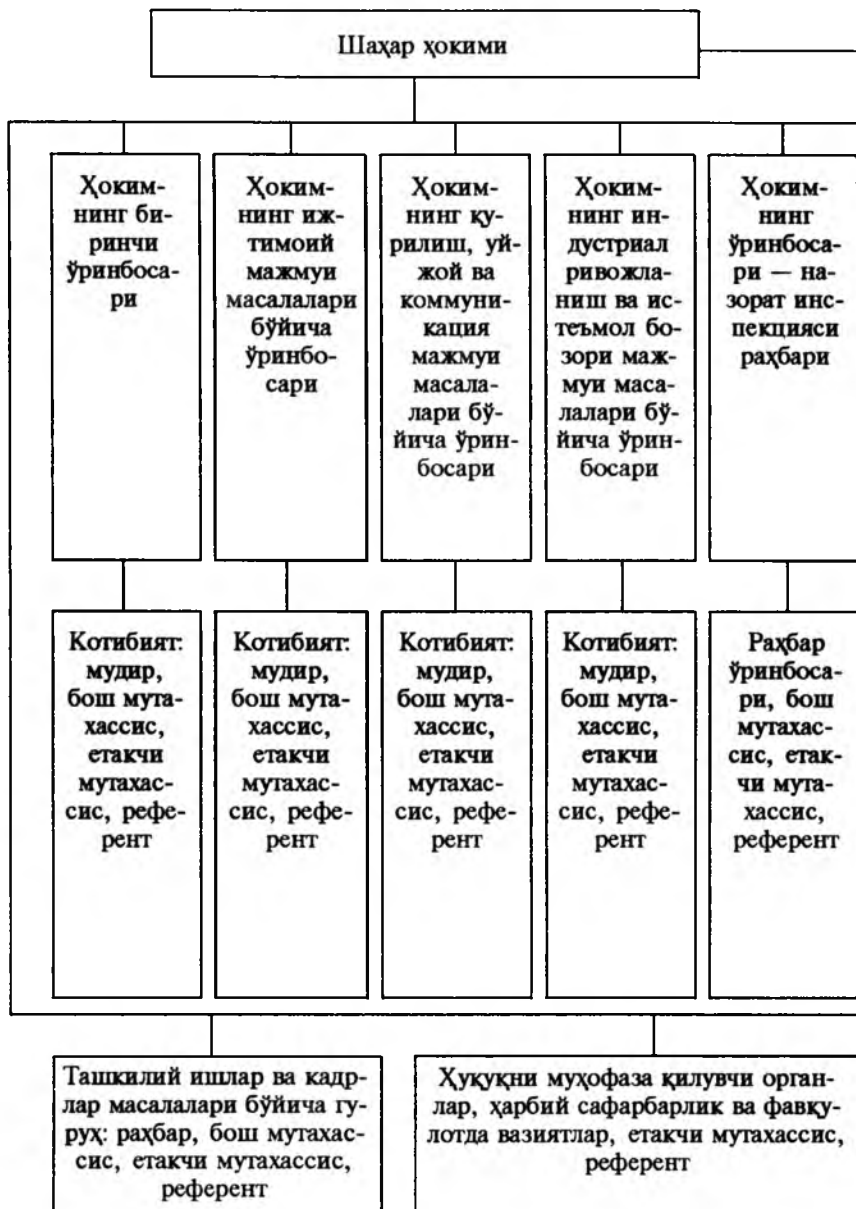 Шаҳар ҳокими
Ҳоким-
нинг би-
ринчи
ўринбоса-
ри
Ҳоким-
нинг иж-
тимоий
мажмуи
масалалари
бўйича
ўринбо-
сари
Ҳоким-
нинг қу-
рилиш, уй-
жой ва
коммуни-
кация
мажмуи
масала-
лари бў-
йича ўрин-
босари
Ҳоким-
нинг ин-
дустриал
ривожла-
ниш ва ис-
теъмол бо-
зори маж-
муи маса-
лалари бў-
йича ўрин-
босари
Ҳоким-
нинг
ўринбоса-
ри — на-
зорат инс-
пекцияси
раҳбари
Котибият:
мудир,
бош мута-
хассис,
етакчи
мутахас-
сис, рефе-
рент
Котибият:
мудир,
бош мута-
хассис,
етакчи
мутахас-
сис, рефе-
рент
Котибият:
мудир,
бош мута-
хассис,
етакчи
мутахас-
сис, рефе-
рент
Котибият:
мудир,
бош мута-
хассис,
етакчи
мутахас-
сис, рефе-
рент
Раҳбар
ўринбоса-
ри, бош
мутахас-
сис, етак-
чи мута-
хассис,
референт
Ташкилий ишлар ва кадр-
лар масалалари бўйича гу-
руҳ: раҳбар, бош мутахас-
сис, етакчи мутахассис,
референт
Ҳуқуқни муҳофаза қилувчи орган-
лар, ҳарбий сафарбарлик ва фавқу-
лотда вазиятлар, етакчи мутахассис,
референт